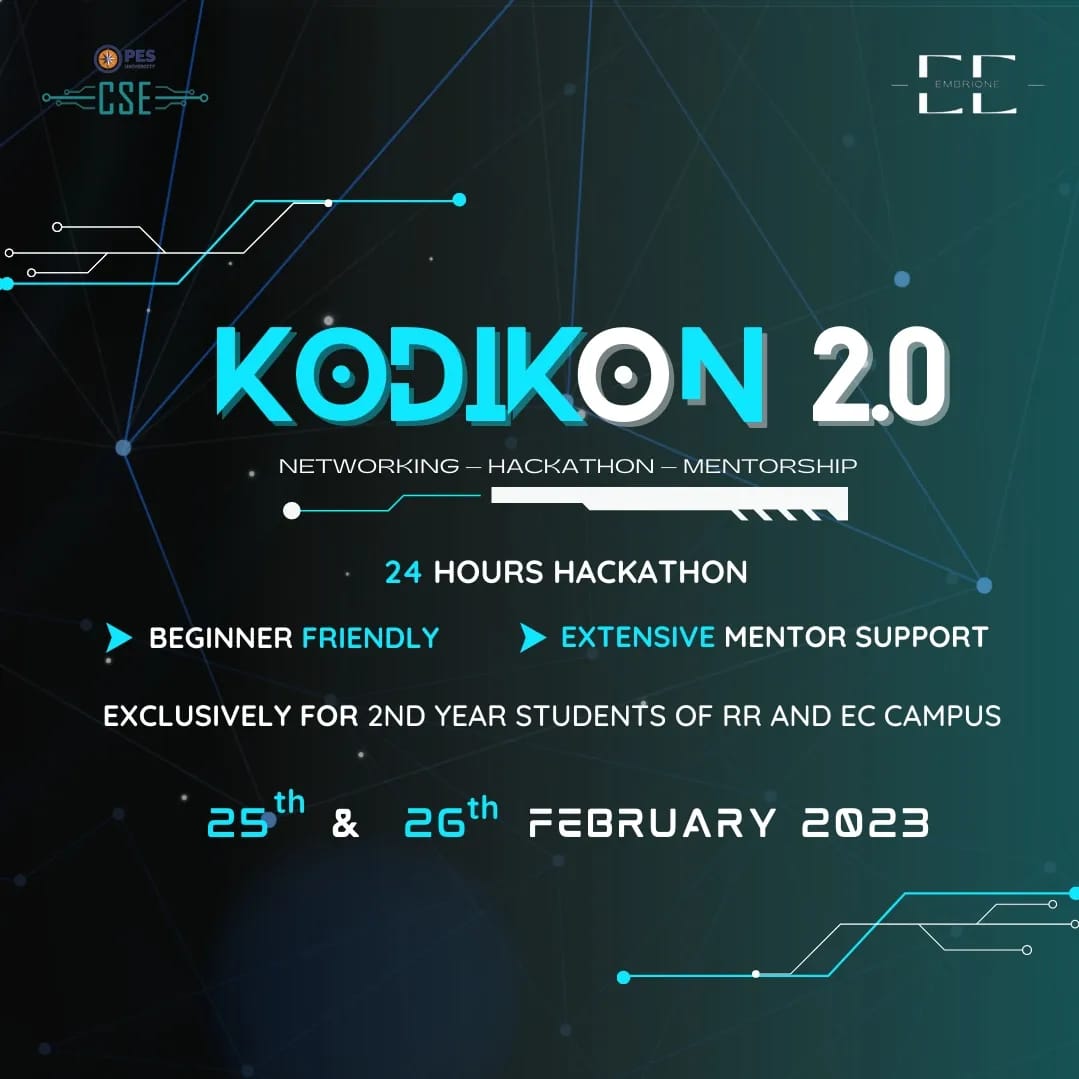 PES
UNIVERSITY
CSE
EMBRIONE
KODIKON 2.0
NETWORKING – HACKATHON – MENTORSHIP
24 HOURS HACKATHON
BEGINNER FRIENDLY
EXTENSIVE MENTOR SUPPORT
EXCLUSIVELY FOR 2ND YEAR STUDENTS OF RR AND EC CAMPUS
25th & 26th FEBRUARY 2023